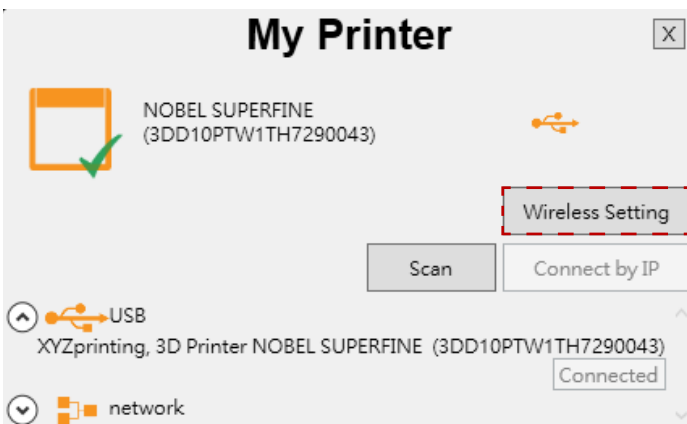 My Printer
X
NOBEL SUPERFINE
(3DD10PTW1TH7290043)
Wireless Setting
Scan
Connect by IP
USB
XYZprinting, 3D Printer NOBEL SUPERFINE (3DD10PTW1TH7290043)
Connected
network